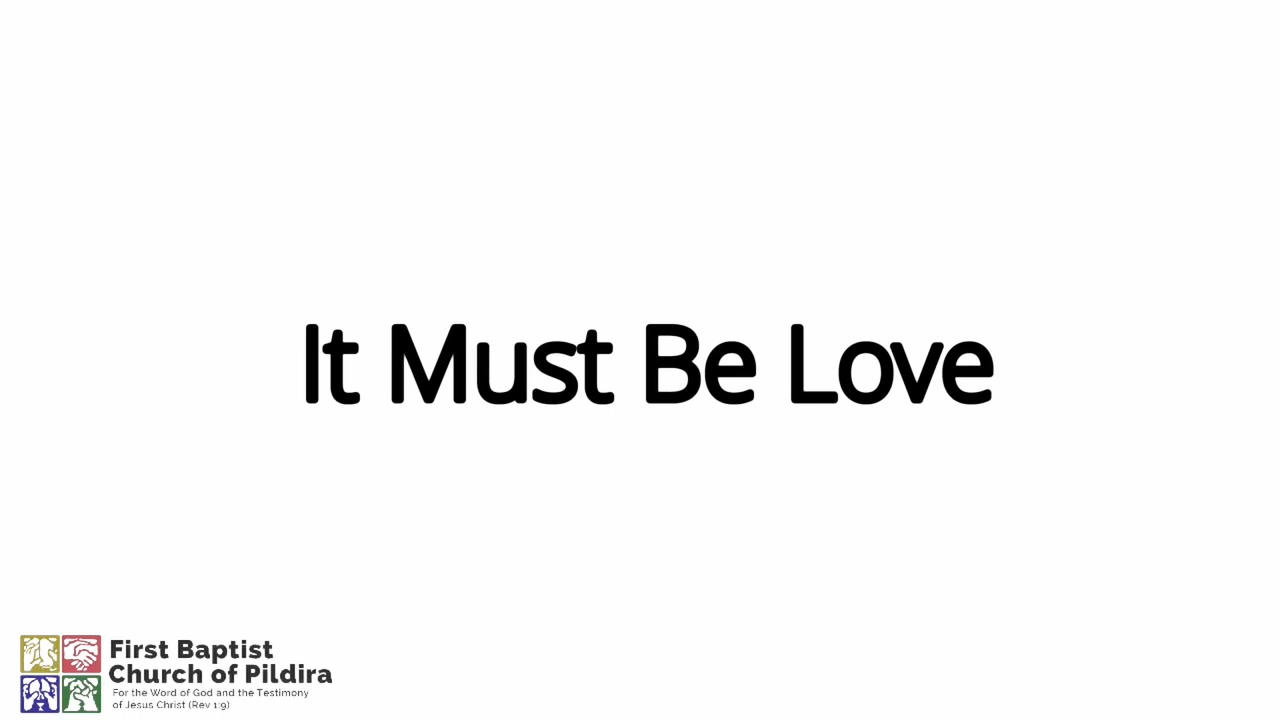 It Must Be Love
First Baptist
Church of Pildira
For the Word of God and the Testimony
of Jesus Christ (Rev 1:9)